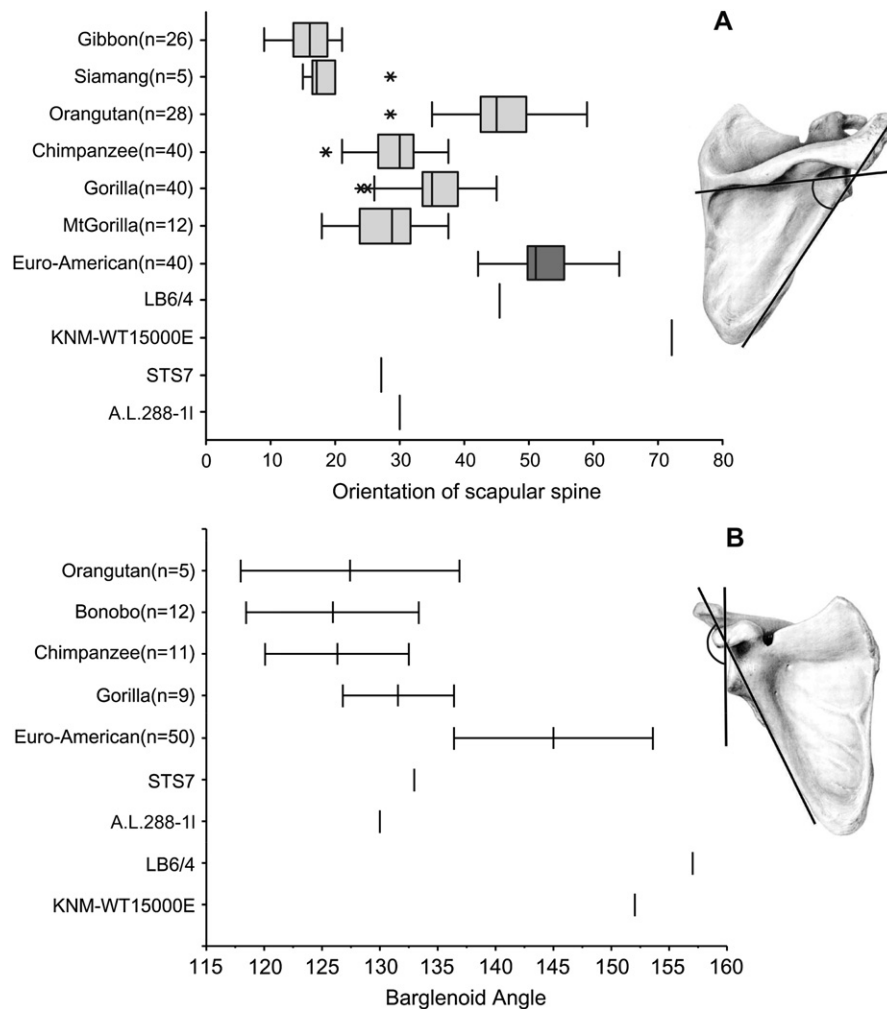 A
Gibbon(n=26)
Siamang(n=5)
Orangutan(n=28)
Chimpanzee(n=40)
Gorilla(n=40)
MtGorilla(n=12)
Euro-American(n=40)
LB6/4
KNM-WT15000E
STS7
A.L.288-1l
0 10 20 30 40 50 60 70 80
Orientation of scapular spine
B
Orangutan(n=5)
Bonobo(n=12)
Chimpanzee(n=11)
Gorilla(n=9)
Euro-American(n=50)
STS7
A.L.288-1l
LB6/4
KNM-WT15000E
115 120 125 130 135 140 145 150 155 160
Barglenoid Angle